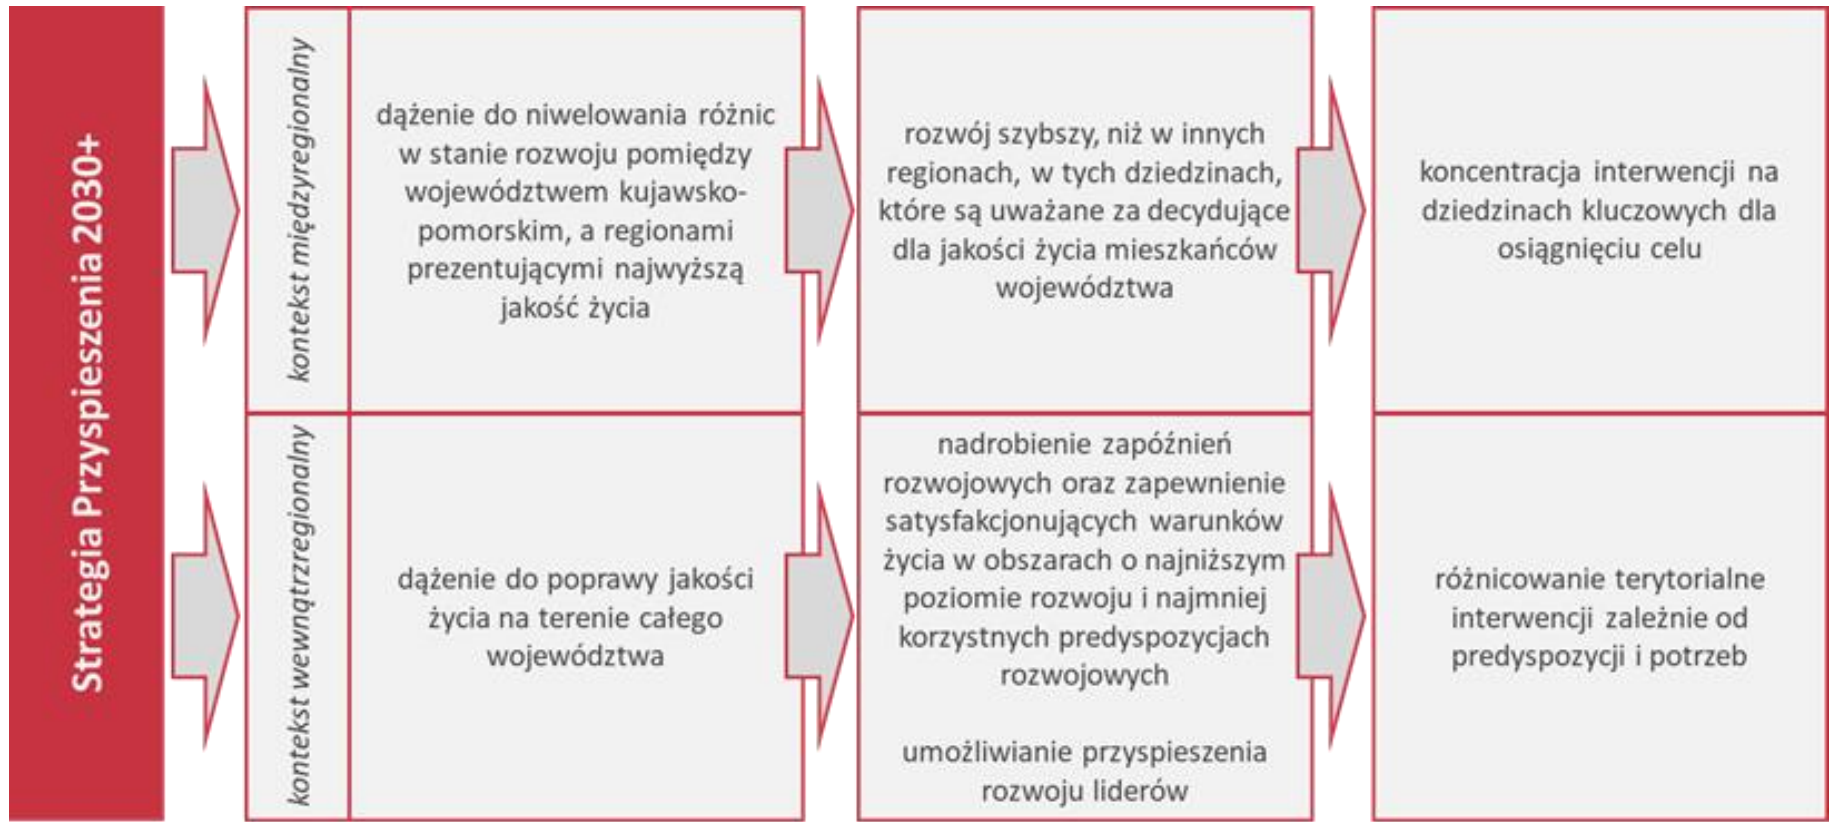 Strategia Przyspieszenia 2030+
kontekst międzyregionalny
dążenie do niwelowania różnic
w stanie rozwoju pomiędzy
województwem kujawsko-
pomorskim, a regionami
prezentującymi najwyższą
jakość życia
rozwój szybszy, niż w innych
regionach, w tych dziedzinach,
które są uważane za decydujące
dla jakości życia mieszkańców
województwa
koncentracja interwencji na
dziedzinach kluczowych dla
osiągnięciu celu
kontekst wewnątrzregionalny
dążenie do poprawy jakości
życia na terenie całego
województwa
nadrobienie zapóźnień
rozwojowych oraz zapewnienie
satysfakcjonujących warunków
życia w obszarach o najniższym
poziomie rozwoju i najmniej
korzystnych predyspozycjach
rozwojowych
umożliwianie przyspieszenia
rozwoju liderów
różnicowanie terytorialne
interwencji zależnie od
predyspozycji i potrzeb